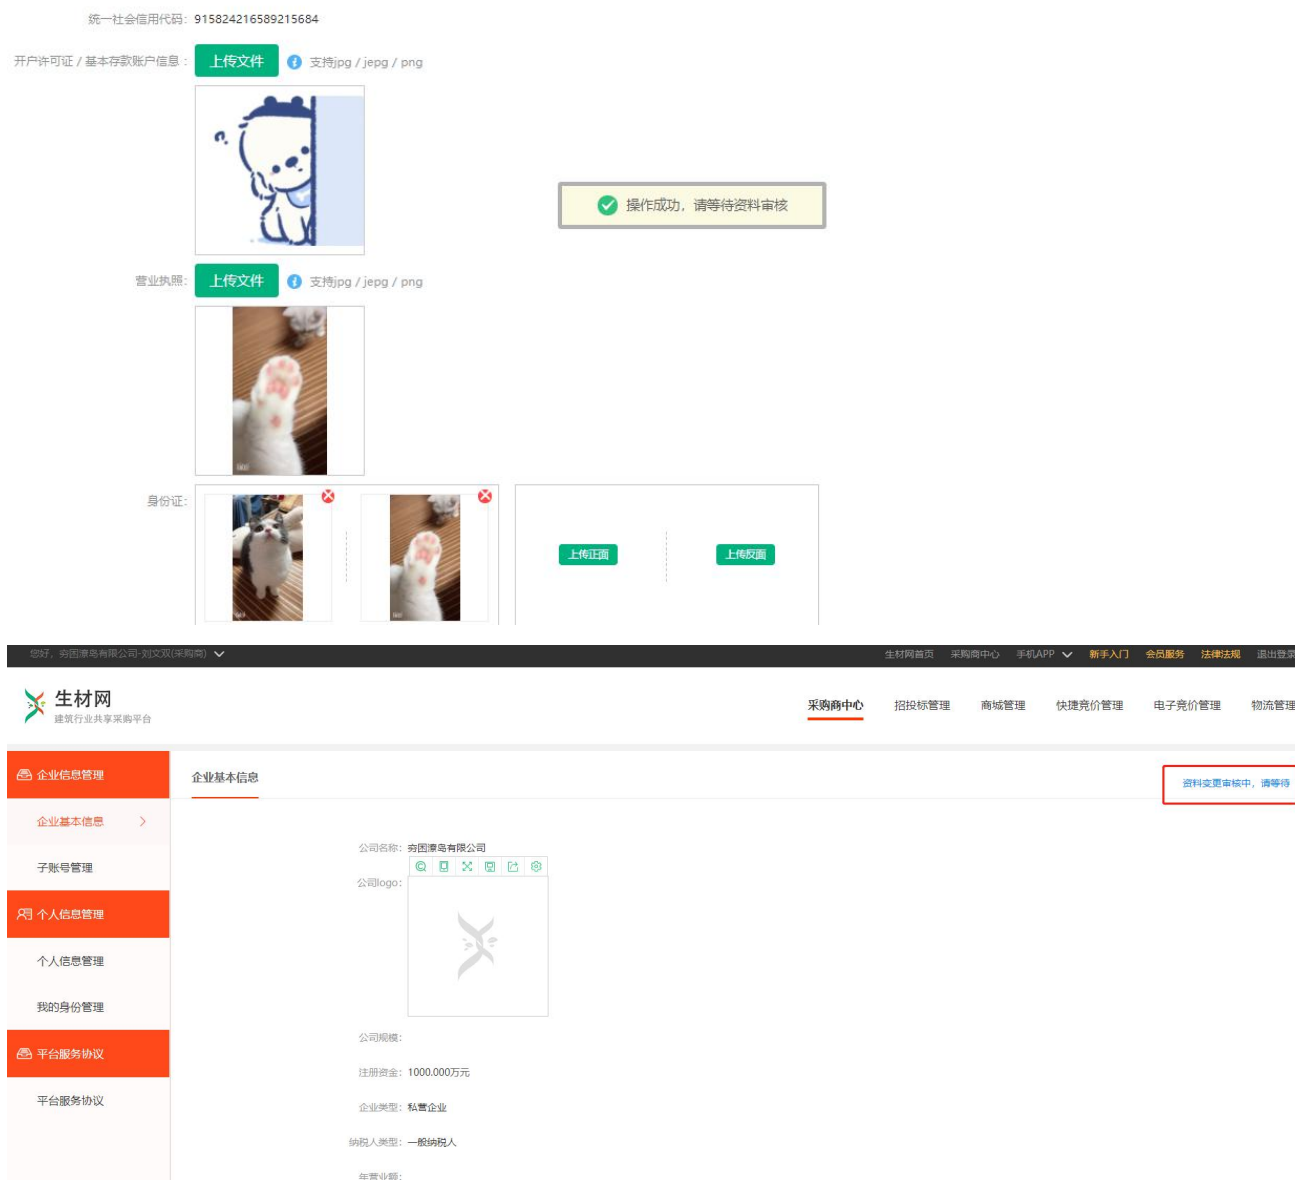 统一社会信用代码: 915824216589215684
开户许可证 / 基本存款账户信息 : 上传文件 支持jpg / jepg / png
操作成功, 请等待资料审核
营业执照: 上传文件 支持jpg / jepg / png
身份证:
上传正面 上传反面
您好, 穷困潦岛有限公司-刘文双(采购商) 生材网首页 采购商中心 手机APP 新手入门 会员服务 法律法规 退出登录
生材网
建筑行业共享采购平台
采购商中心 招投标管理 商城管理 快捷竞价管理 电子竞价管理 物流管理
企业信息管理
企业基本信息
资料变更审核中, 请等待
企业基本信息
子账号管理
个人信息管理
个人信息管理
我的身份管理
平台服务协议
平台服务协议
公司名称: 穷困潦岛有限公司
公司logo:
公司规模:
注册资金: 1000.000万元
企业类型: 私营企业
纳税人类型: 一般纳税人
年营业额: